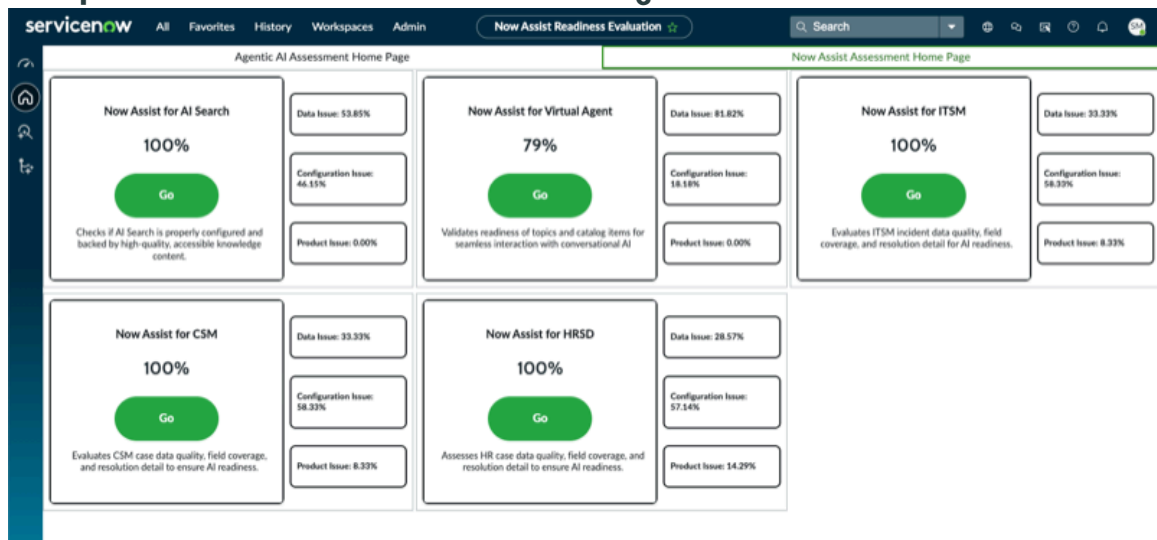 servicenow All Favorites History Workspaces Admin Now Assist Readiness Evaluation Search SM
Agentic AI Assessment Home Page
Now Assist Assessment Home Page
Now Assist for AI Search
100%
Go
Checks if AI Search is properly configured and
backed by high-quality, accessible knowledge
content.
Data Issue: 53.85%
Configuration Issue:
46.15%
Product Issue: 0.00%
Now Assist for Virtual Agent
79%
Go
Validates readiness of topics and catalog items for
seamless interaction with conversational AI
Data Issue: 81.82%
Configuration Issue:
18.18%
Product Issue: 0.00%
Now Assist for ITSM
100%
Go
Evaluates ITSM incident data quality, field
coverage, and resolution detail for AI readiness.
Data Issue: 33.33%
Configuration Issue:
58.33%
Product Issue: 8.33%
Now Assist for CSM
100%
Go
Evaluates CSM case data quality, field coverage,
and resolution detail to ensure AI readiness.
Data Issue: 33.33%
Configuration Issue:
58.33%
Product Issue: 8.33%
Now Assist for HRSD
100%
Go
Assesses HR case data quality, field coverage, and
resolution detail to ensure AI readiness.
Data Issue: 28.57%
Configuration Issue:
57.14%
Product Issue: 14.29%